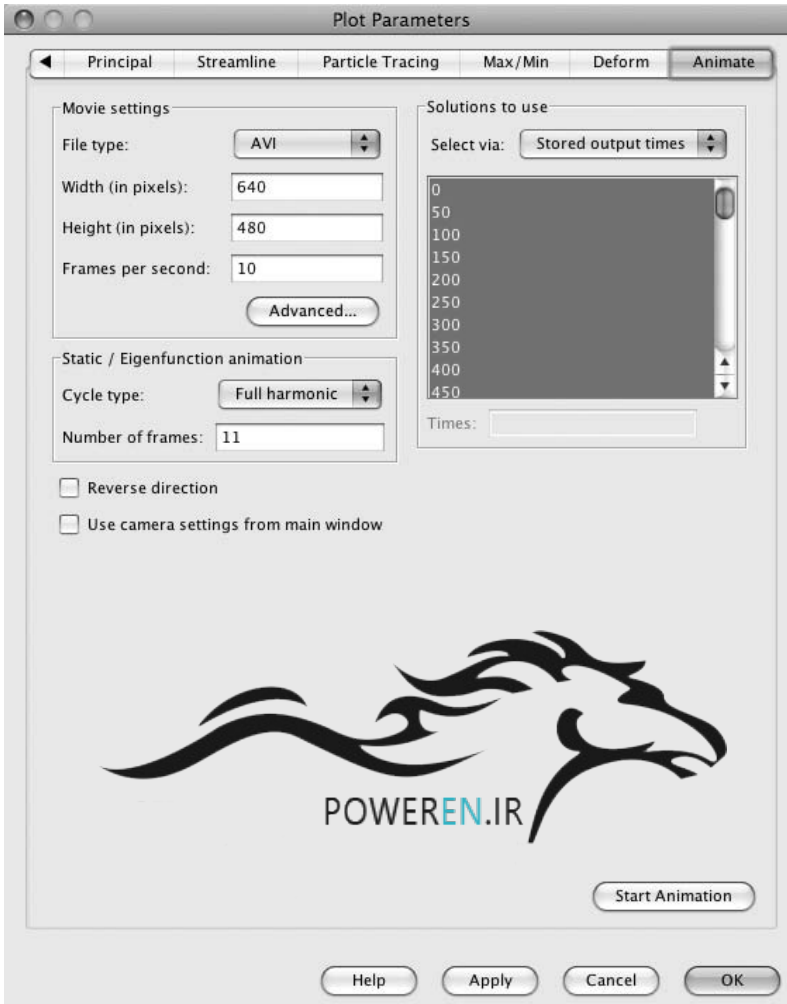 Plot Parameters
Principal Streamline Particle Tracing Max/Min Deform Animate
Movie settings
File type: AVI
Width (in pixels): 640
Height (in pixels): 480
Frames per second: 10
Advanced...
Static / Eigenfunction animation
Cycle type: Full harmonic
Number of frames: 11
Solutions to use
Select via: Stored output times
0
50
100
150
200
250
300
350
400
450
Times:
Reverse direction
Use camera settings from main window
POWEREN.IR
Start Animation
Help Apply Cancel OK